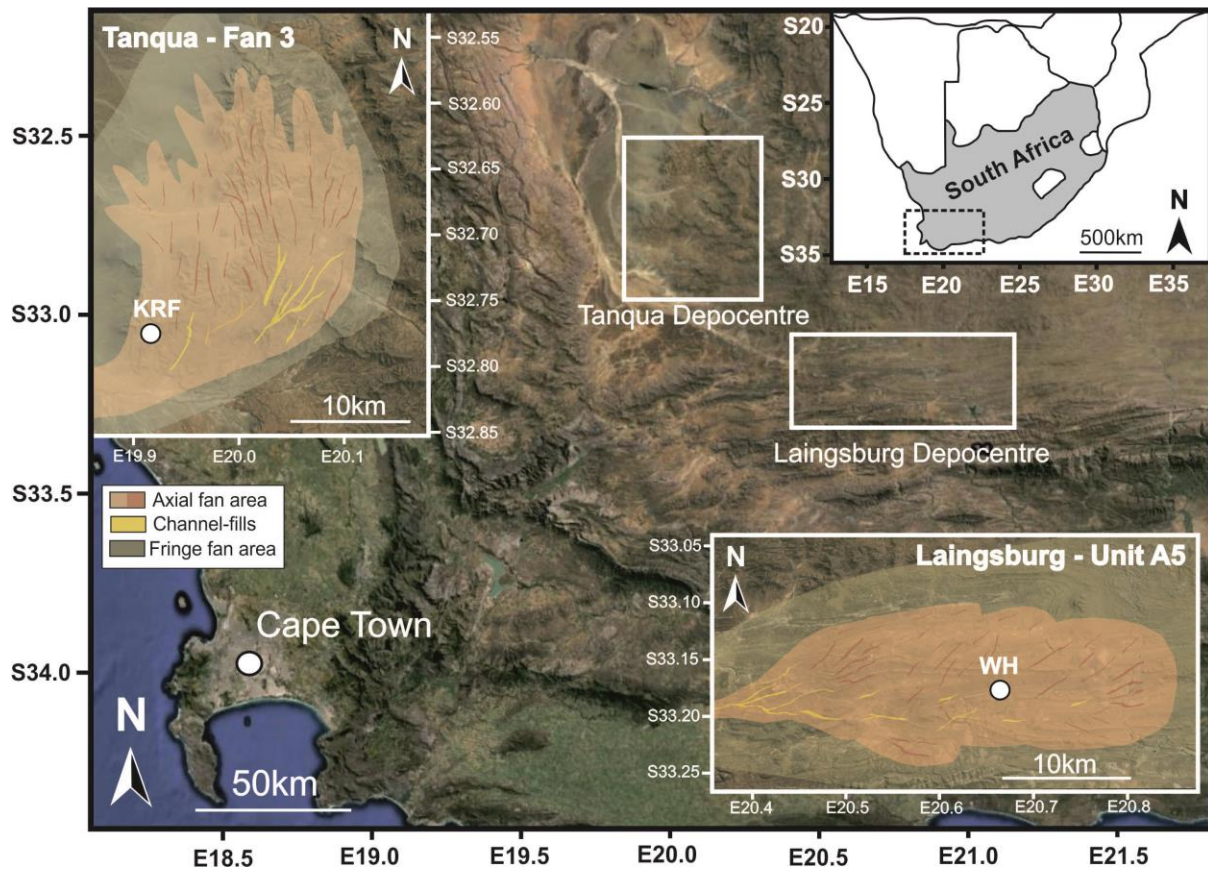 Tanqua - Fan 3
N
KRF
10km
E19.9
E20.0
E20.1
S32.55
S32.60
S32.65
S32.70
S32.75
S32.80
S32.85
Axial fan area
Channel-fills
Fringe fan area
Tanqua Depocentre
Laingsburg Depocentre
S20
S25
S30
S35
South Africa
N
500km
E15
E20
E25
E30
E35
Cape Town
N
50km
Laingsburg - Unit A5
N
WH
10km
S33.05
S33.10
S33.15
S33.20
S33.25
E20.4
E20.5
E20.6
E20.7
E20.8
S32.5
S33.0
S33.5
S34.0
E18.5
E19.0
E19.5
E20.0
E20.5
E21.0
E21.5